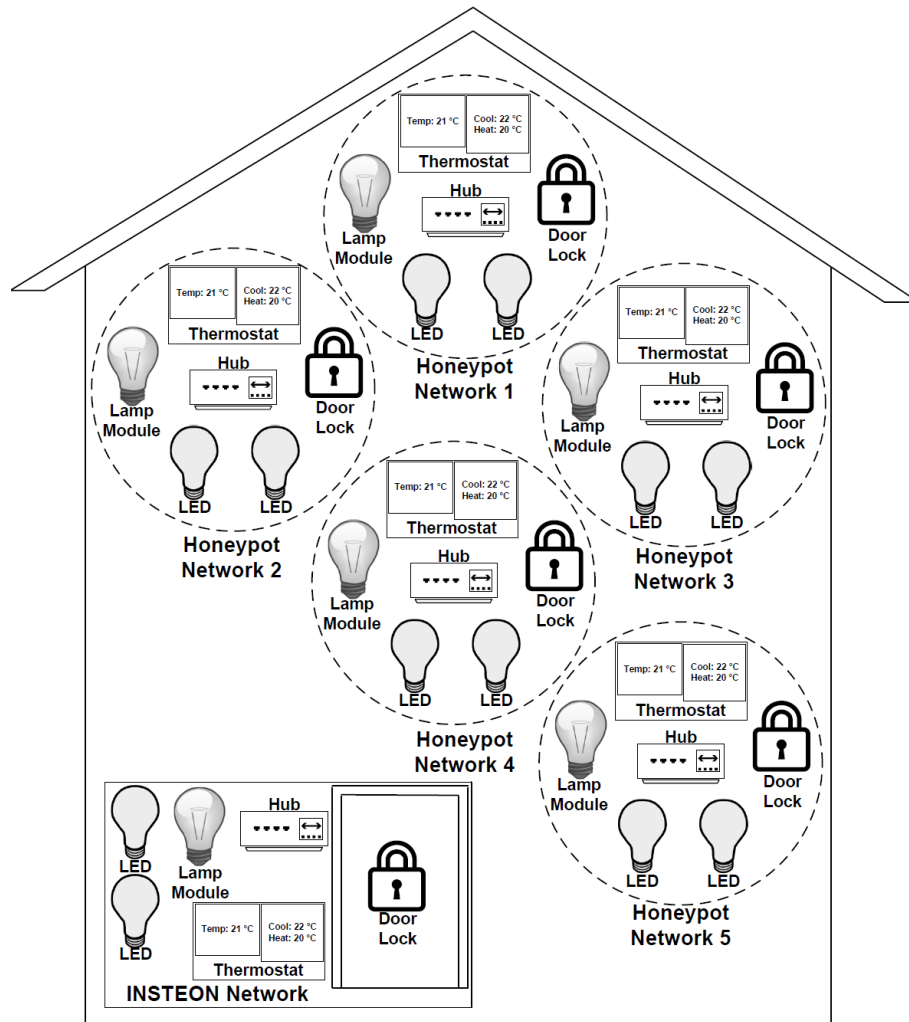 Temp: 21 °C
Cool: 22 °C
Heat: 20 °C
Thermostat
Hub
Lamp
Module
Door
Lock
LED
LED
Honeypot
Network 1
Temp: 21 °C
Cool: 22 °C
Heat: 20 °C
Thermostat
Hub
Lamp
Module
Door
Lock
LED
LED
Honeypot
Network 2
Temp: 21 °C
Cool: 22 °C
Heat: 20 °C
Thermostat
Hub
Lamp
Module
Door
Lock
LED
LED
Honeypot
Network 3
Temp: 21 °C
Cool: 22 °C
Heat: 20 °C
Thermostat
Hub
Lamp
Module
Door
Lock
LED
LED
Honeypot
Network 4
Temp: 21 °C
Cool: 22 °C
Heat: 20 °C
Thermostat
Hub
Lamp
Module
Door
Lock
LED
LED
Honeypot
Network 5
Hub
LED
Lamp
Module
Door
Lock
LED
Temp: 21 °C
Cool: 22 °C
Heat: 20 °C
Thermostat
INSTEON Network